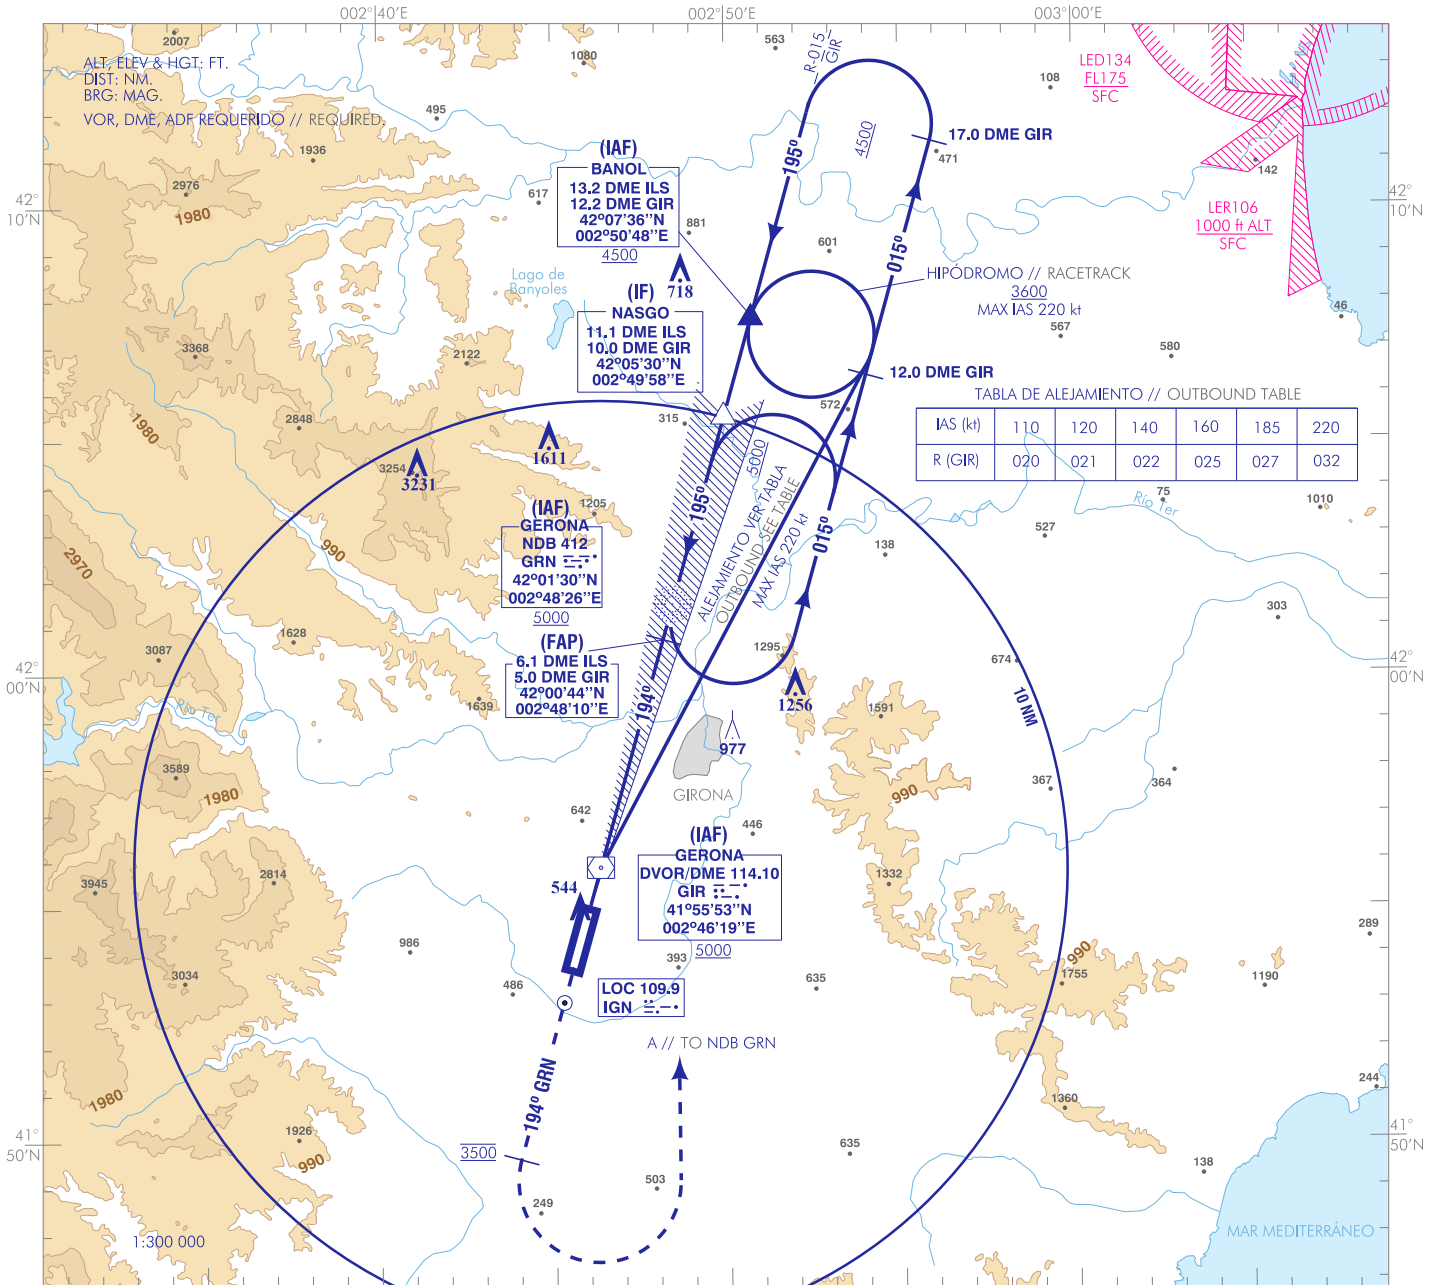 002°40'E
002°50'E
003°00'E
ALT, ELEV & HGT: FT.
DIST: NM.
BRG: MAG.
VOR, DME, ADF REQUERIDO // REQUIRED.
2007
1080
563
108
495
1936
2976
1980
617
881
601
471
142
46
567
580
R-015
GIR
LED134
FL175
SFC
LER106
1000 ft ALT
SFC
(IAF)
BANOL
13.2 DME ILS
12.2 DME GIR
42°07'36''N
002°50'48''E
4500
195°
4500
17.0 DME GIR
015°
42°
10'N
42°
10'N
Lago de
Banyoles
718
(IF)
NASGO
11.1 DME ILS
10.0 DME GIR
42°05'30''N
002°49'58''E
HIPÓDROMO // RACETRACK
3600
MAX IAS 220 kt
12.0 DME GIR
3368
2122
2848
1980
315
572
TABLA DE ALEJAMIENTO // OUTBOUND TABLE
IAS (kt) 110 120 140 160 185 220
R (GIR) 020 021 022 025 027 032
3254
3231
1611
1205
5000
195°
ALEJAMIENTO VER TABLA
OUTBOUND SEE TABLE
MAX IAS 220 kt
015°
138
527
75
1010
Río Ter
303
(IAF)
GERONA
NDB 412
GRN
42°01'30''N
002°48'26''E
5000
990
2970
(FAP)
6.1 DME ILS
5.0 DME GIR
42°00'44''N
002°48'10''E
1628
3087
1639
Río Ter
42°
00'N
42°
00'N
1295
1256
674
1591
10 NM
977
GIRONA
194°
3589
1980
642
446
990
367
364
(IAF)
GERONA
DVOR/DME 114.10
GIR
41°55'53''N
002°46'19''E
5000
544
3945
2814
1332
289
986
393
486
635
3034
990
1755
1190
LOC 109.9
IGN
A // TO NDB GRN
194° GRN
3500
1980
1926
990
1360
244
635
138
503
249
41°
50'N
41°
50'N
1:300 000
MAR MEDITERRÁNEO